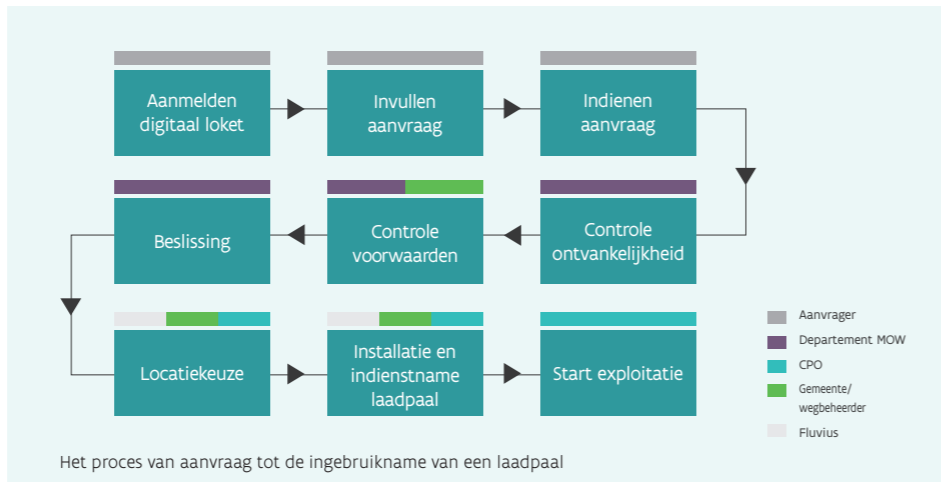 Aanmelden
digitaal loket
Invullen
aanvraag
Indienen
aanvraag
Controle
ontvankelijkheid
Controle
voorwaarden
Beslissing
Locatiekeuze
Installatie en
indienstname
laadpaal
Start exploitatie
Aanvrager
Departement MOW
CPO
Gemeente/
wegbeheerder
Fluvius
Het proces van aanvraag tot de ingebruikname van een laadpaal